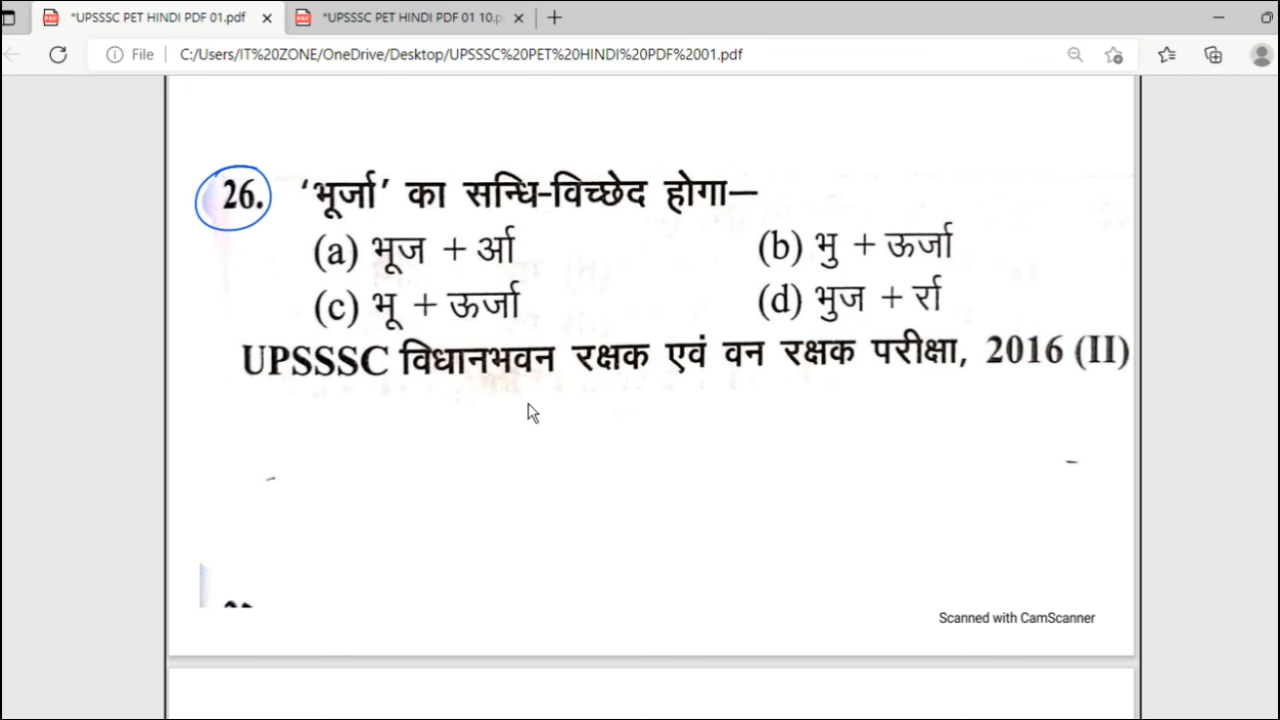 *UPSSSC PET HINDI PDF 01.pdf
*UPSSSC PET HINDI PDF 01 10.p
File
C:/Users/IT%20ZONE/OneDrive/Desktop/UPSSSC%20PET%20HINDI%20PDF%2001.pdf
26. ‘भूर्जा’ का सन्धि-विच्छेद होगा—
(a) भूज + र्आ (b) भु + ऊर्जा
(c) भू + ऊर्जा (d) भुज + र्रा
UPSSSC विधानभवन रक्षक एवं वन रक्षक परीक्षा, 2016 (II)
Scanned with CamScanner